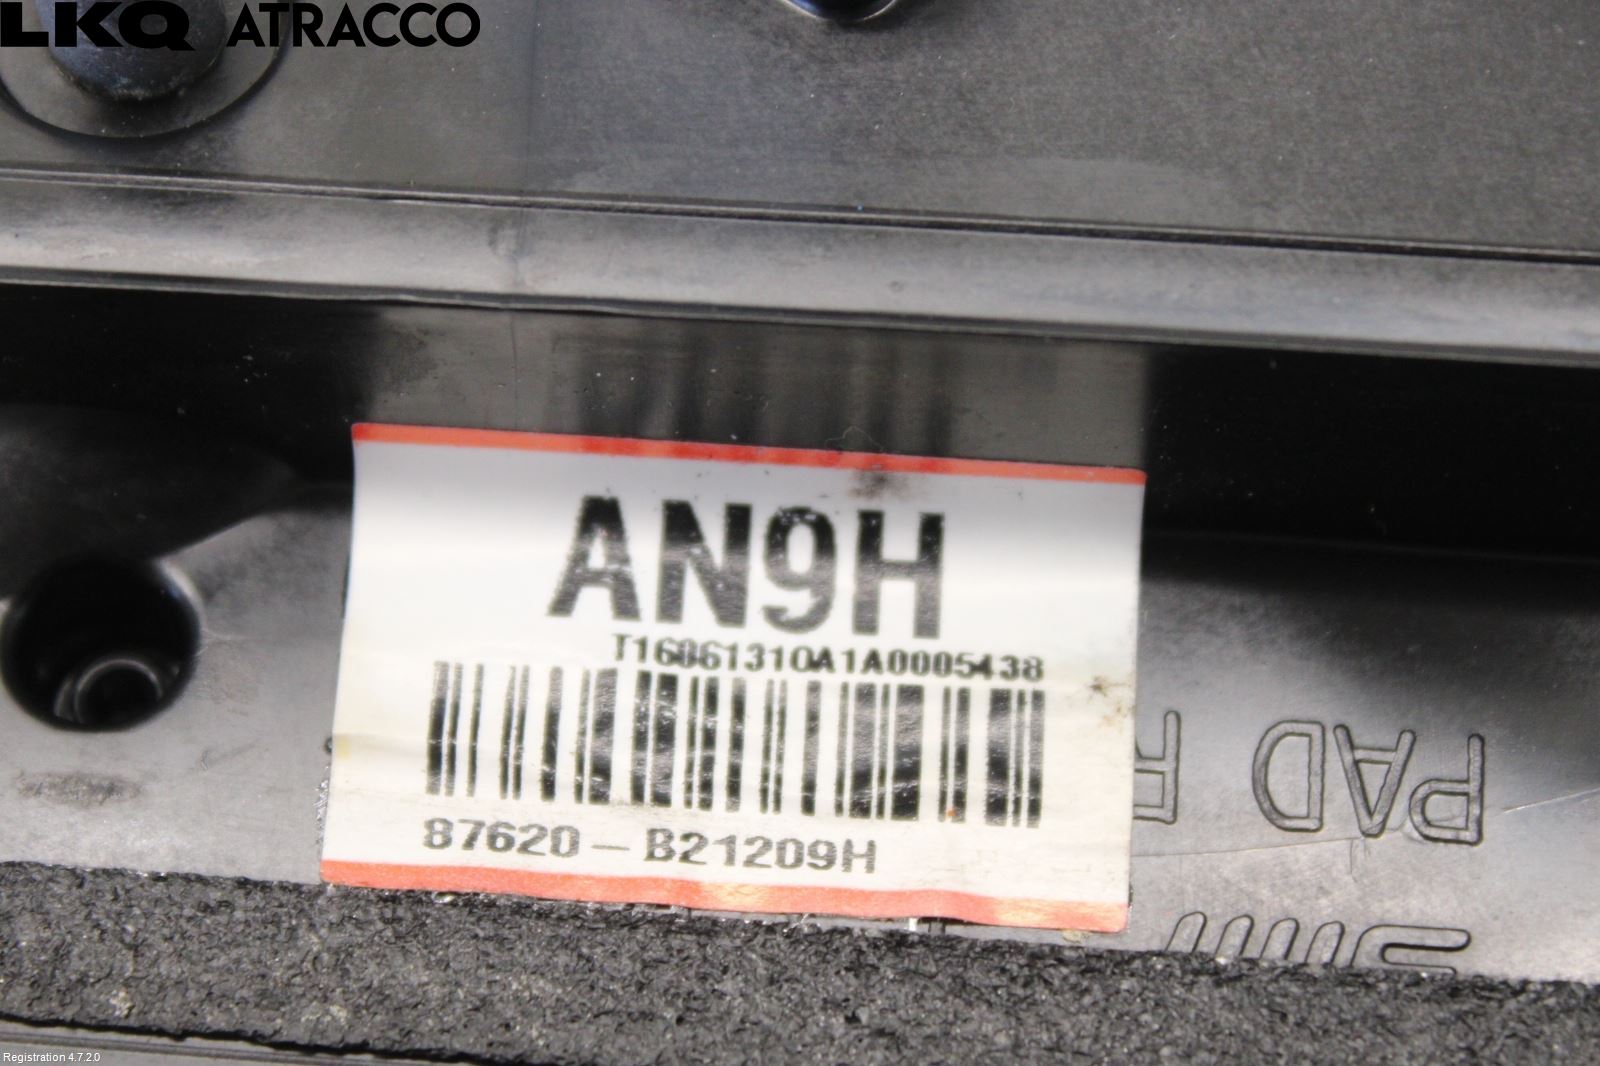 LKQ ATRACCO
AN9H
T16061310A1A0005438
87620-B21209H
PAD
Registration 4.7.2.0